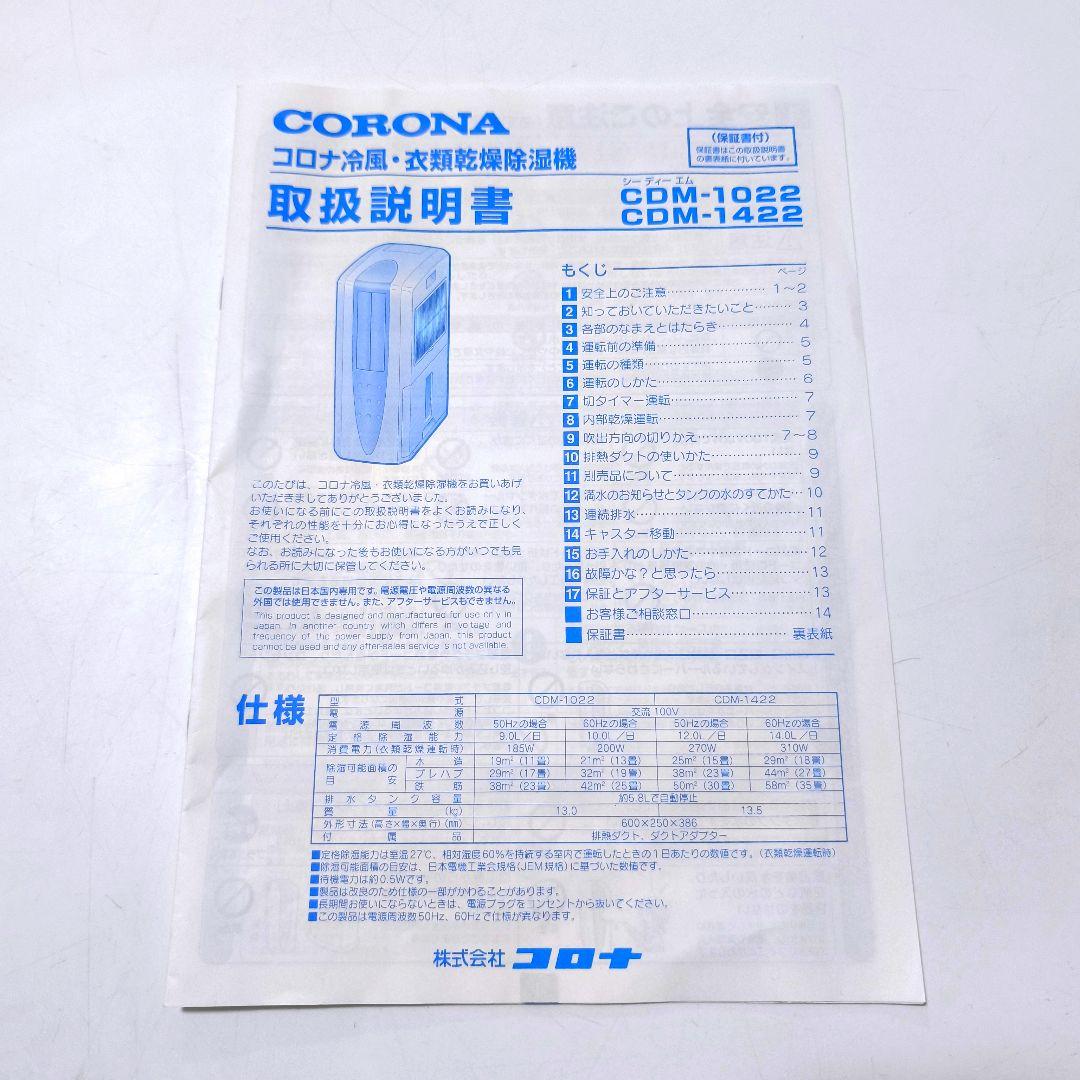 CORONA
コロナ冷風・衣類乾燥除湿機
取扱説明書
(保証書付)
保証書はこの取扱説明書
の裏表紙に付いています。
シー ディー エム
CDM-1022
CDM-1422
もくじ ページ
1 安全上のご注意 1〜2
2 知っておいていただきたいこと 3
3 各部のなまえとはたらき 4
4 運転前の準備 5
5 運転の種類 5
6 運転のしかた 6
7 切タイマー運転 7
8 内部乾燥運転 7
9 吹出方向の切りかえ 7〜8
10 排熱ダクトの使いかた 9
11 別売品について 9
12 満水のお知らせとタンクの水のすてかた 10
13 連続排水 11
14 キャスター移動 11
15 お手入れのしかた 12
16 故障かな?と思ったら 13
17 保証とアフターサービス 13
お客様ご相談窓口 14
保証書 裏表紙
このたびは、コロナ冷風・衣類乾燥除湿機をお買いあげ
いただきましてありがとうございました。
お使いになる前にこの取扱説明書をよくお読みになり、
それぞれの性能を十分にお心得になったうえで正しく
ご使用ください。
なお、お読みになった後もお使いになる方がいつでも見
られる所に大切に保管してください。
この製品は日本国内専用です。電源電圧や電源周波数の異なる
外国では使用できません。また、アフターサービスもできません。
This product is designed and manufactured for use only in
Japan. In another country which differs in voltage and
frequency of the power supply from Japan, this product
cannot be used and any after-sales service is not available.
仕様
型式 CDM-1022 CDM-1422
電源 交流100V
電源周波数 50Hzの場合 60Hzの場合 50Hzの場合 60Hzの場合
定格除湿能力 9.0L/日 10.0L/日 12.0L/日 14.0L/日
消費電力(衣類乾燥運転時) 185W 200W 270W 310W
除湿可能面積の目安 木造 19m²(11畳) 21m²(13畳) 25m²(15畳) 29m²(18畳)
プレハブ 29m²(17畳) 32m²(19畳) 38m²(23畳) 44m²(27畳)
鉄筋 38m²(23畳) 42m²(25畳) 50m²(30畳) 58m²(35畳)
排水タンク容量 約5.8Lで自動停止
質量(kg) 13.0 13.5
外形寸法(高さ×幅×奥行)(mm) 600×250×386
付属品 排熱ダクト、ダクトアダプター
■定格除湿能力は室温27℃、相対湿度60%を持続する室内で運転したときの1日あたりの数値です。(衣類乾燥運転時)
■除湿可能面積の目安は、日本電機工業会規格(JEM規格)に基づいた数値です。
■待機電力は約0.5Wです。
■製品は改良のため仕様の一部がかわることがあります。
■長期間お使いにならないときは、電源プラグをコンセントから抜いてください。
■この製品は電源周波数50Hz、60Hzで仕様が異なります。
株式会社 コロナ